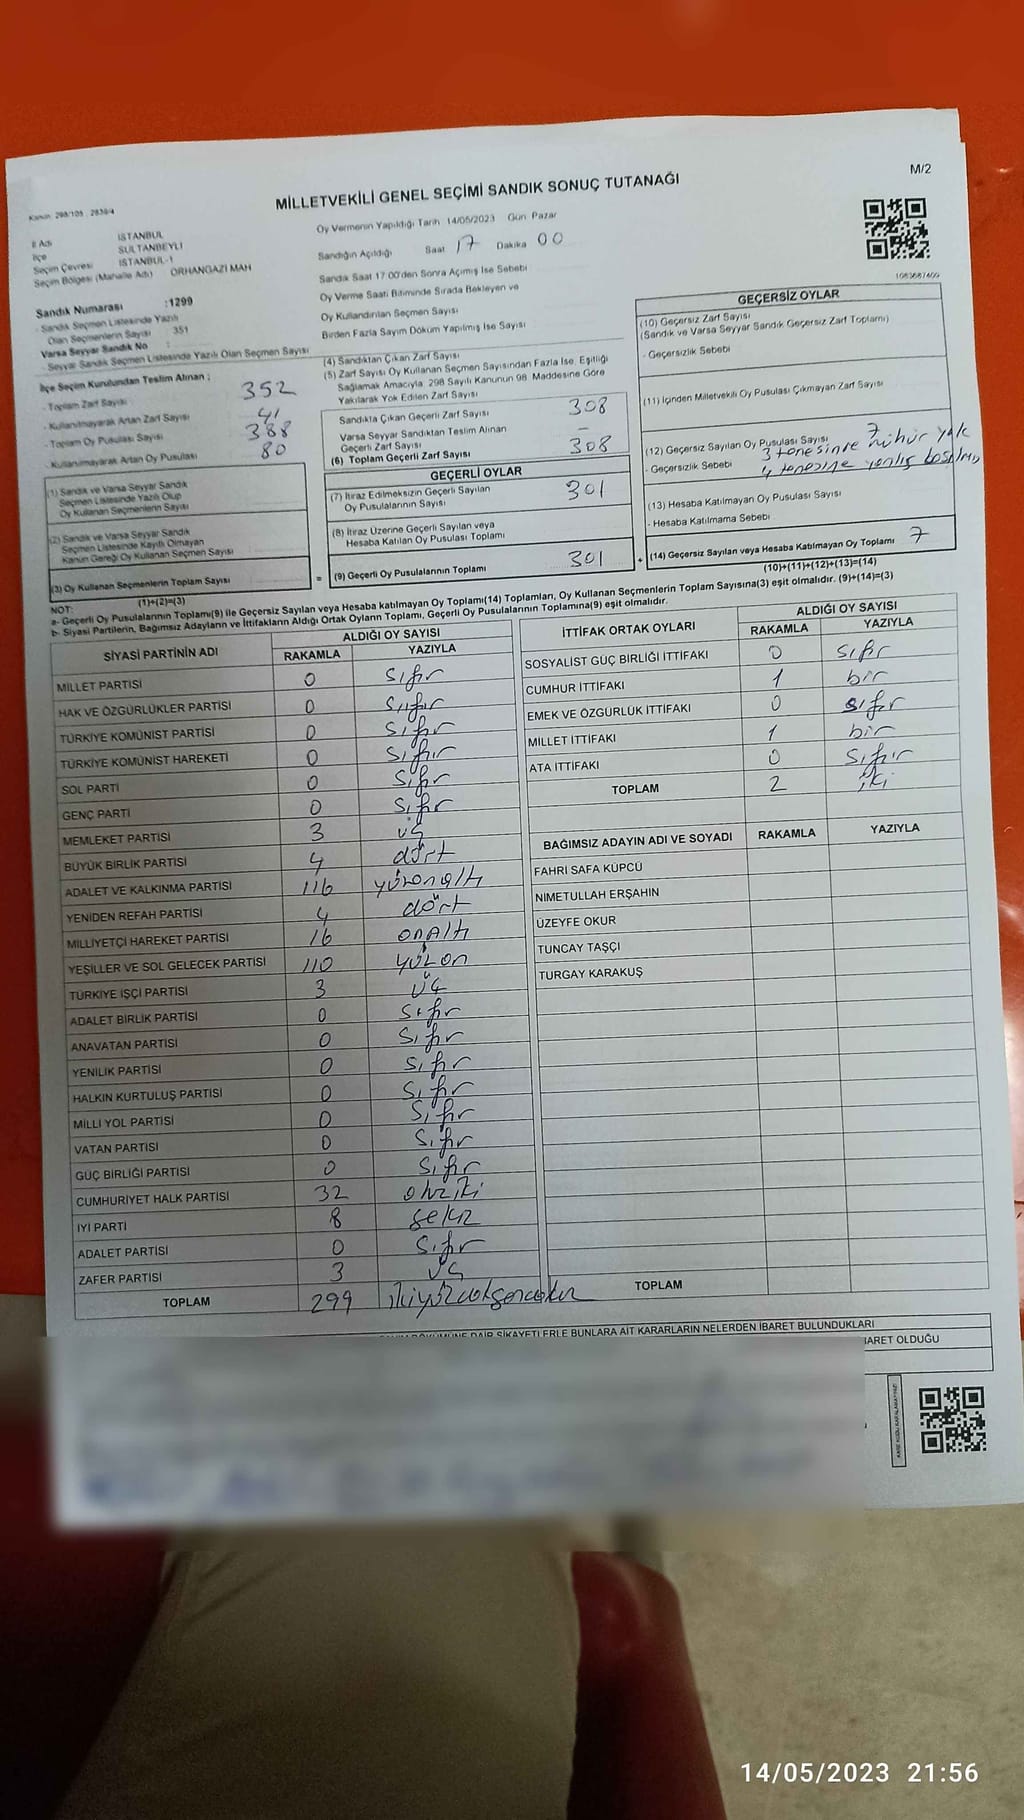 M/2
MİLLETVEKİLİ GENEL SEÇİMİ SANDIK SONUÇ TUTANAĞI
Kanun: 298/105 : 2839/4
İl Adı İSTANBUL
İlçe SULTANBEYLİ
Seçim Çevresi İSTANBUL-1
Seçim Bölgesi (Mahalle Adı) ORHANGAZİ MAH
Sandık Numarası :1299
- Sandık Seçmen Listesinde Yazılı
Olan Seçmenlerin Sayısı : 351
Varsa Seyyar Sandık No :
- Seyyar Sandık Seçmen Listesinde Yazılı Olan Seçmen Sayısı
Oy Vermenin Yapıldığı Tarih 14/05/2023 Gün Pazar
Sandığın Açıldığı Saat 17 Dakika 00
Sandık Saat 17:00'den Sonra Açımış İse Sebebi
Oy Verme Saati Bitiminde Sırada Bekleyen ve
Oy Kullandırılan Seçmen Sayısı
Birden Fazla Sayım Döküm Yapılmış İse Sayısı
1083687400
İlçe Seçim Kurulundan Teslim Alınan :
- Toplam Zarf Sayısı 352
- Kullanılmayarak Artan Zarf Sayısı 41
- Toplam Oy Pusulası Sayısı 388
- Kullanılmayarak Artan Oy Pusulası 80
(1) Sandık ve Varsa Seyyar Sandık
Seçmen Listesinde Yazılı Olup
Oy Kullanan Seçmenlerin Sayısı
(2) Sandık ve Varsa Seyyar Sandık
Seçmen Listesinde Kayıtlı Olmayan
Kanun Gereği Oy Kullanan Seçmen Sayısı
(3) Oy Kullanan Seçmenlerin Toplam Sayısı
(1)+(2)=(3)
(4) Sandıktan Çıkan Zarf Sayısı
(5) Zarf Sayısı Oy Kullanan Seçmen Sayısından Fazla İse, Eşitliği
Sağlamak Amacıyla, 298 Sayılı Kanunun 98. Maddesine Göre
Yakılarak Yok Edilen Zarf Sayısı
Sandıkta Çıkan Geçerli Zarf Sayısı 308
Varsa Seyyar Sandıktan Teslim Alınan
Geçerli Zarf Sayısı -
(6) Toplam Geçerli Zarf Sayısı 308
GEÇERLİ OYLAR
(7) İtiraz Edilmeksizin Geçerli Sayılan
Oy Pusulalarının Sayısı 301
(8) İtiraz Üzerine Geçerli Sayılan veya
Hesaba Katılan Oy Pusulası Toplamı
= (9) Geçerli Oy Pusulalarının Toplamı 301 +
GEÇERSİZ OYLAR
(10) Geçersiz Zarf Sayısı
(Sandık ve Varsa Seyyar Sandık Geçersiz Zarf Toplamı)
- Geçersizlik Sebebi
(11) İçinden Milletvekili Oy Pusulası Çıkmayan Zarf Sayısı
(12) Geçersiz Sayılan Oy Pusulası Sayısı 7
3 tanesinde mühür yok
- Geçersizlik Sebebi 4 tanesine yanlış basılmış
(13) Hesaba Katılmayan Oy Pusulası Sayısı
- Hesaba Katılmama Sebebi
(14) Geçersiz Sayılan veya Hesaba Katılmayan Oy Toplamı 7
(10)+(11)+(12)+(13)=(14)
NOT:
a- Geçerli Oy Pusulalarının Toplamı(9) ile Geçersiz Sayılan veya Hesaba katılmayan Oy Toplamı(14) Toplamları, Oy Kullanan Seçmenlerin Toplam Sayısına(3) eşit olmalıdır. (9)+(14)=(3)
b- Siyasi Partilerin, Bağımsız Adayların ve İttifakların Aldığı Ortak Oyların Toplamı, Geçerli Oy Pusulalarının Toplamına(9) eşit olmalıdır.
SİYASİ PARTİNİN ADI ALDIĞI OY SAYISI
RAKAMLA YAZIYLA
MİLLET PARTİSİ 0 sıfır
HAK VE ÖZGÜRLÜKLER PARTİSİ 0 sıfır
TÜRKİYE KOMÜNİST PARTİSİ 0 sıfır
TÜRKİYE KOMÜNİST HAREKETİ 0 sıfır
SOL PARTİ 0 sıfır
GENÇ PARTİ 0 sıfır
MEMLEKET PARTİSİ 3 üç
BÜYÜK BİRLİK PARTİSİ 4 dört
ADALET VE KALKINMA PARTİSİ 116 yüzonaltı
YENİDEN REFAH PARTİSİ 4 dört
MİLLİYETÇİ HAREKET PARTİSİ 16 onaltı
YEŞİLLER VE SOL GELECEK PARTİSİ 110 yüzon
TÜRKİYE İŞÇİ PARTİSİ 3 üç
ADALET BİRLİK PARTİSİ 0 sıfır
ANAVATAN PARTİSİ 0 sıfır
YENİLİK PARTİSİ 0 sıfır
HALKIN KURTULUŞ PARTİSİ 0 sıfır
MİLLİ YOL PARTİSİ 0 sıfır
VATAN PARTİSİ 0 sıfır
GÜÇ BİRLİĞİ PARTİSİ 0 sıfır
CUMHURİYET HALK PARTİSİ 32 otuziki
İYİ PARTİ 8 sekiz
ADALET PARTİSİ 0 sıfır
ZAFER PARTİSİ 3 üç
TOPLAM 299 ikiyüzdoksandokuz
İTTİFAK ORTAK OYLARI ALDIĞI OY SAYISI
RAKAMLA YAZIYLA
SOSYALİST GÜÇ BİRLİĞİ İTTİFAKI 0 sıfır
CUMHUR İTTİFAKI 1 bir
EMEK VE ÖZGÜRLÜK İTTİFAKI 0 sıfır
MİLLET İTTİFAKI 1 bir
ATA İTTİFAKI 0 sıfır
TOPLAM 2 iki
BAĞIMSIZ ADAYIN ADI VE SOYADI RAKAMLA YAZIYLA
FAHRİ SAFA KÜPCÜ
NİMETULLAH ERŞAHİN
ÜZEYFE OKUR
TUNCAY TAŞÇI
TURGAY KARAKUŞ
TOPLAM
DÖKÜMÜNE DAİR ŞİKAYETLERLE BUNLARA AİT KARARLARIN NELERDEN İBARET BULUNDUKLARI
İBARET OLDUĞU
14/05/2023 21:56